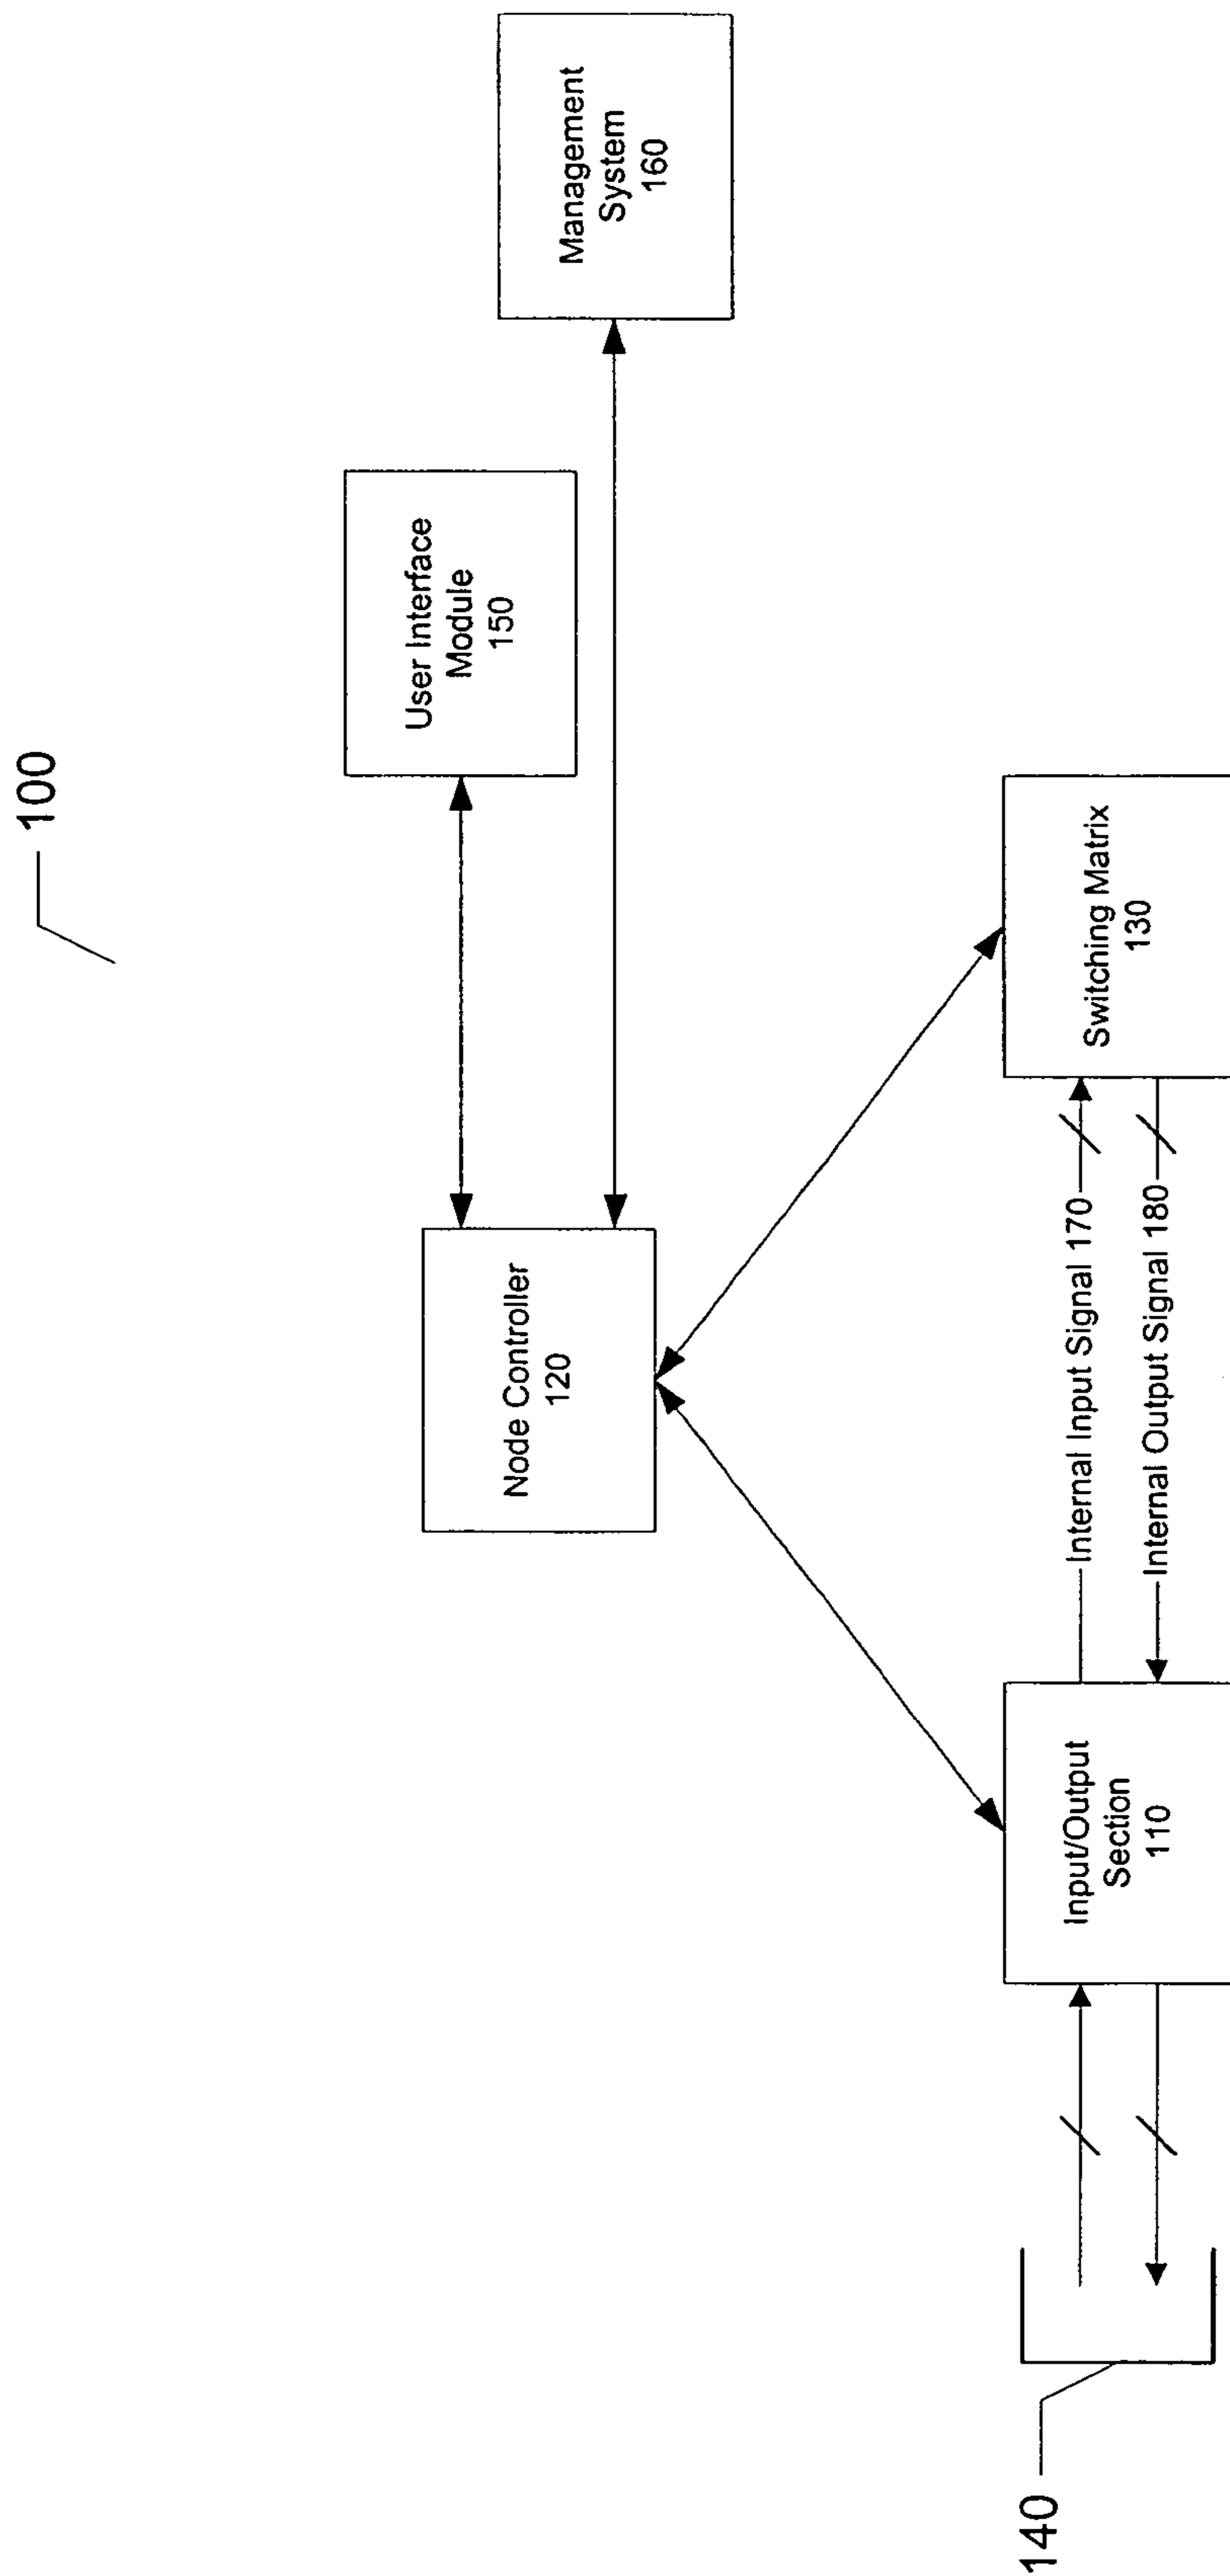 100
User Interface
Module
150
Management
System
160
Node Controller
120
Input/Output
Section
110
Internal Input Signal 170
Internal Output Signal 180
Switching Matrix
130
140